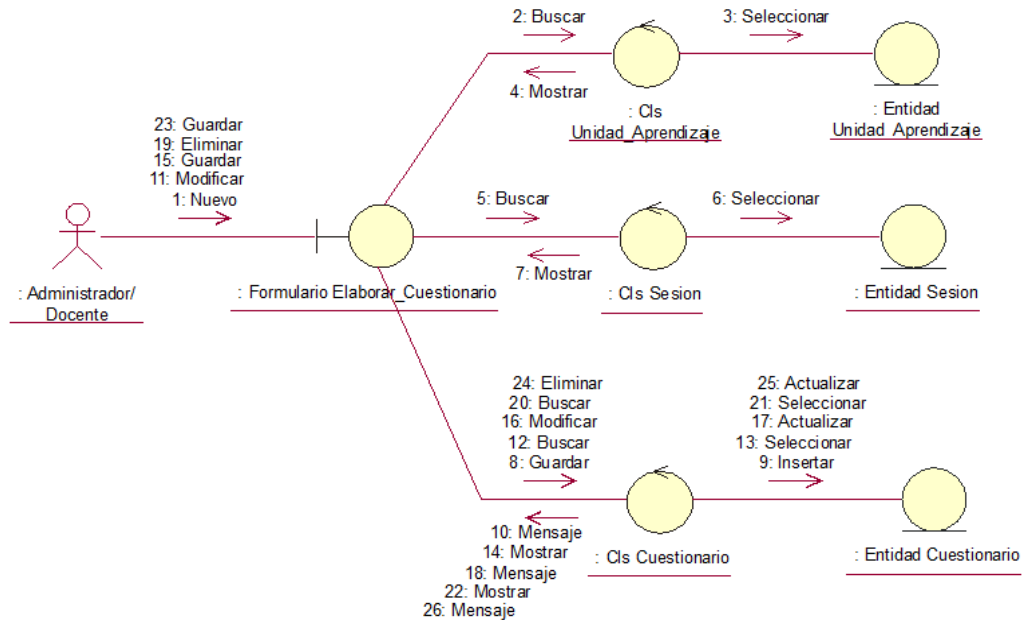 2: Buscar
3: Seleccionar
4: Mostrar
: Cls
Unidad_Aprendizaje
: Entidad
Unidad_Aprendizaje
23: Guardar
19: Eliminar
15: Guardar
11: Modificar
1: Nuevo
5: Buscar
6: Seleccionar
7: Mostrar
: Administrador/
Docente
: Formulario Elaborar_Cuestionario
: Cls Sesion
: Entidad Sesion
24: Eliminar
20: Buscar
16: Modificar
12: Buscar
8: Guardar
25: Actualizar
21: Seleccionar
17: Actualizar
13: Seleccionar
9: Insertar
10: Mensaje
14: Mostrar
18: Mensaje
22: Mostrar
26: Mensaje
: Cls Cuestionario
: Entidad Cuestionario